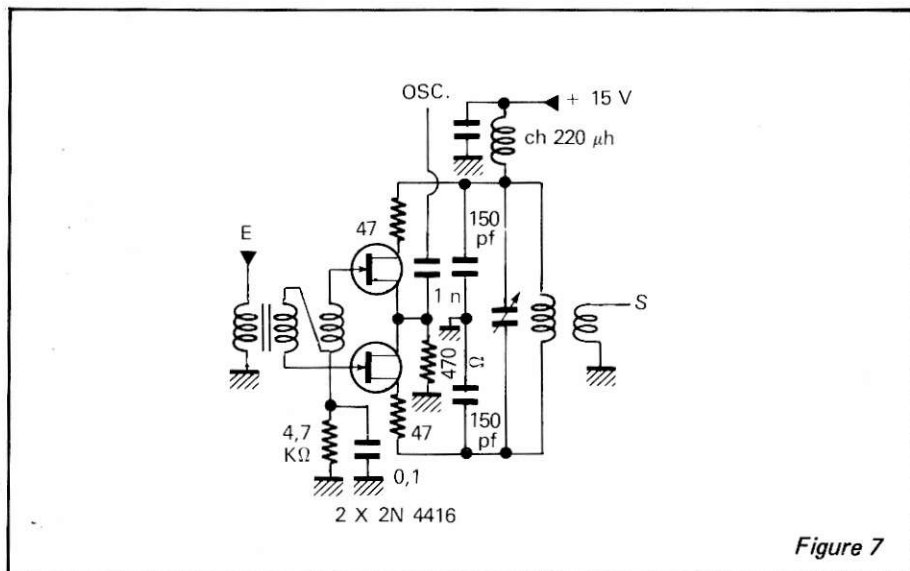 OSC.
+ 15 V
ch 220 µh
47
150
pf
E
1 n
S
470
Ω
4,7
KΩ
0,1
47
150
pf
2 X 2N 4416
Figure 7